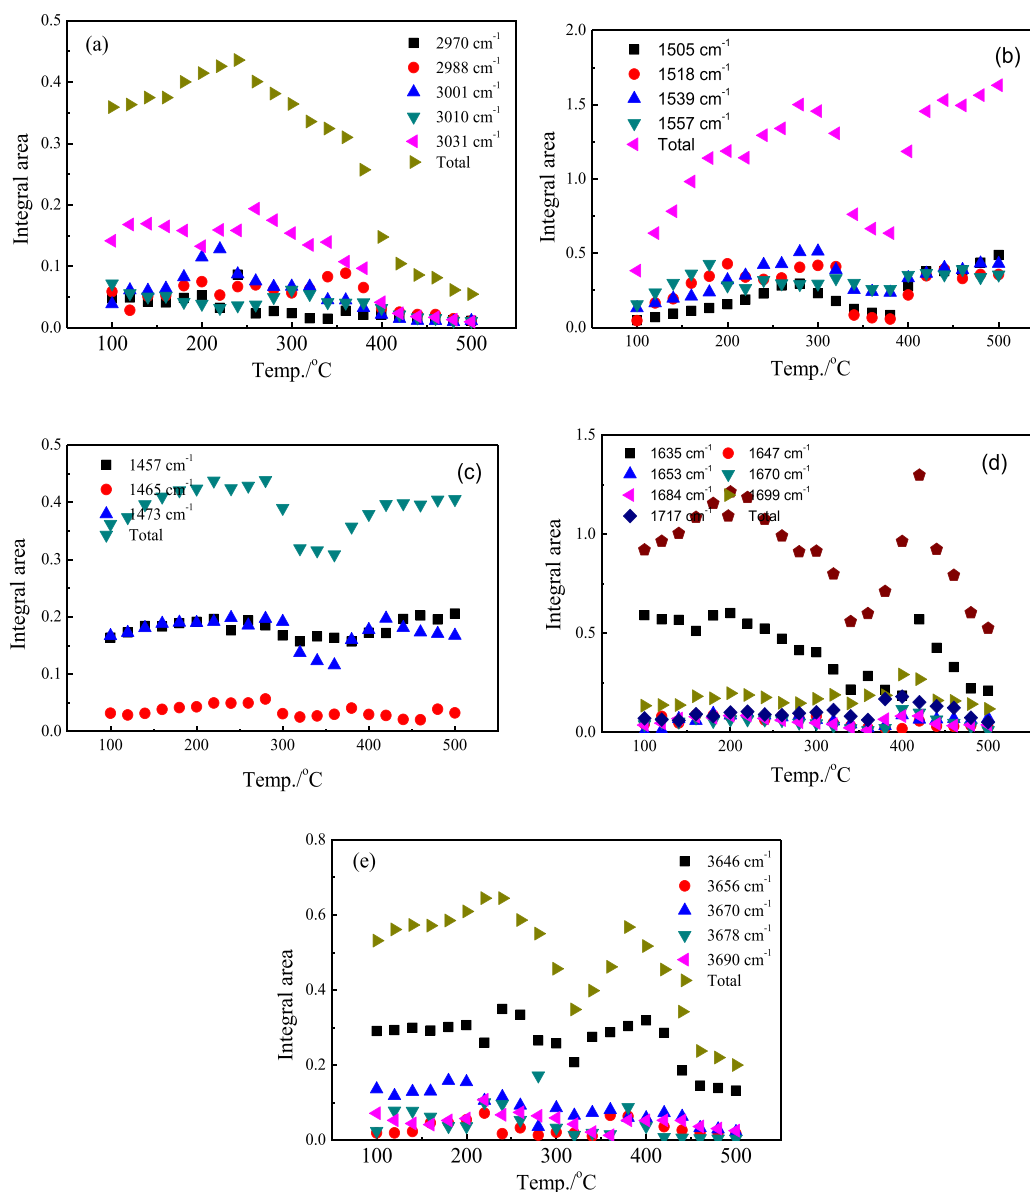 (a)
2970 cm⁻¹
2988 cm⁻¹
3001 cm⁻¹
3010 cm⁻¹
3031 cm⁻¹
Total
0.5
0.4
0.3
0.2
0.1
0.0
Integral area
100 200 300 400 500
Temp./°C
(b)
1505 cm⁻¹
1518 cm⁻¹
1539 cm⁻¹
1557 cm⁻¹
Total
2.0
1.5
1.0
0.5
0.0
Integral area
100 200 300 400 500
Temp./°C
(c)
1457 cm⁻¹
1465 cm⁻¹
1473 cm⁻¹
Total
0.5
0.4
0.3
0.2
0.1
0.0
Integral area
100 200 300 400 500
Temp./°C
(d)
1635 cm⁻¹ 1647 cm⁻¹
1653 cm⁻¹ 1670 cm⁻¹
1684 cm⁻¹ 1699 cm⁻¹
1717 cm⁻¹ Total
1.5
1.0
0.5
0.0
Integral area
100 200 300 400 500
Temp./°C
(e)
3646 cm⁻¹
3656 cm⁻¹
3670 cm⁻¹
3678 cm⁻¹
3690 cm⁻¹
Total
0.8
0.6
0.4
0.2
0.0
Integral area
100 200 300 400 500
Temp./°C